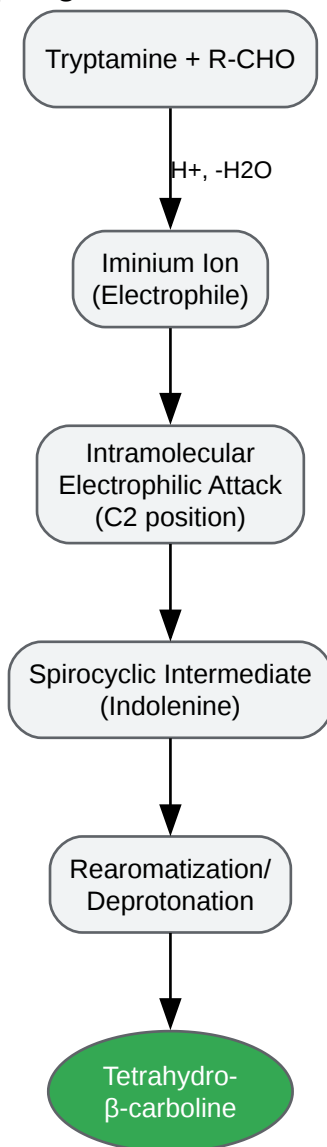 Tryptamine + R-CHO
H+, -H2O
Iminium Ion
(Electrophile)
Intramolecular
Electrophilic Attack
(C2 position)
Spirocyclic Intermediate
(Indolenine)
Rearomatization/
Deprotonation
Tetrahydro-
β-carboline